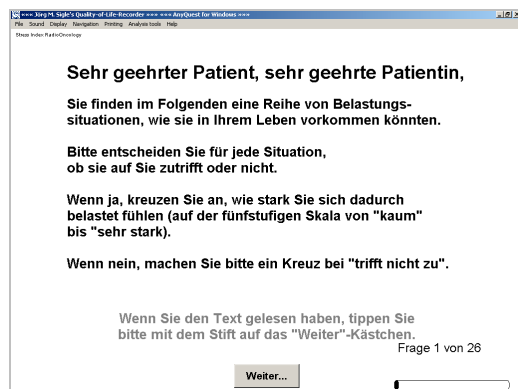 ««« Jörg M. Sigle's Quality-of-Life-Recorder »»» ««« AnyQuest for Windows »»»
File Sound Display Navigation Printing Analysis tools Help
Stress Index RadioOncology
Sehr geehrter Patient, sehr geehrte Patientin,
Sie finden im Folgenden eine Reihe von Belastungs-
situationen, wie sie in Ihrem Leben vorkommen könnten.
Bitte entscheiden Sie für jede Situation,
ob sie auf Sie zutrifft oder nicht.
Wenn ja, kreuzen Sie an, wie stark Sie sich dadurch
belastet fühlen (auf der fünfstufigen Skala von "kaum"
bis "sehr stark).
Wenn nein, machen Sie bitte ein Kreuz bei "trifft nicht zu".
Wenn Sie den Text gelesen haben, tippen Sie
bitte mit dem Stift auf das "Weiter"-Kästchen.
Frage 1 von 26
Weiter...